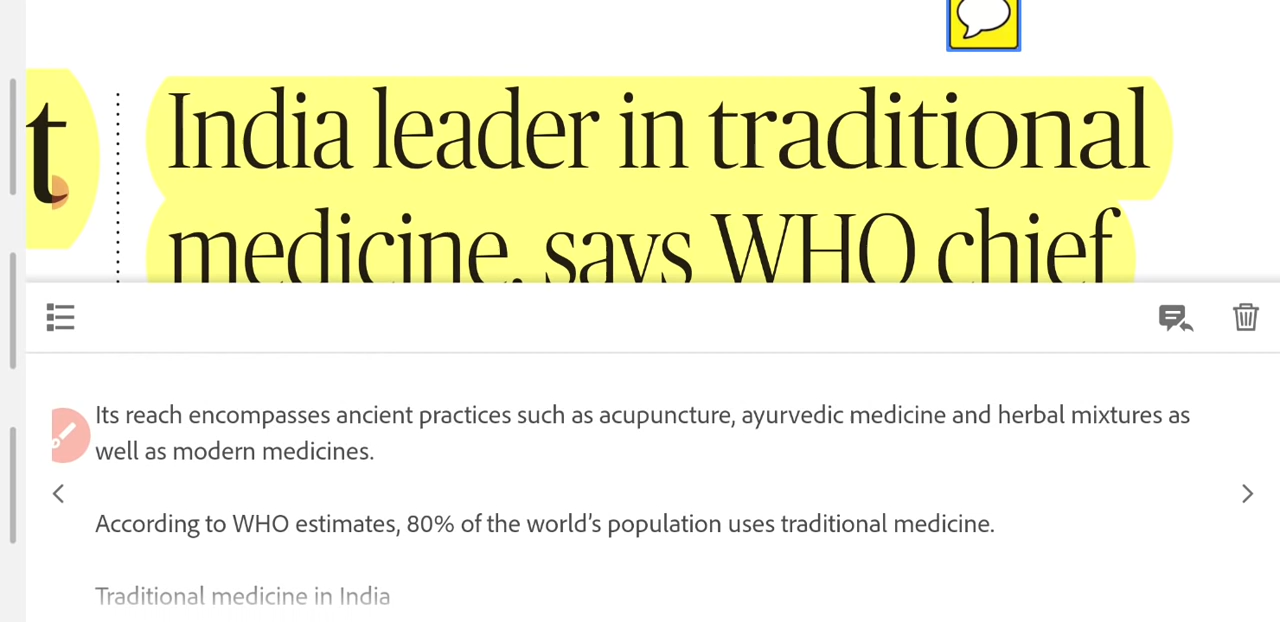 t
India leader in traditional
medicine, says WHO chief
Its reach encompasses ancient practices such as acupuncture, ayurvedic medicine and herbal mixtures as
well as modern medicines.
According to WHO estimates, 80% of the world's population uses traditional medicine.
Traditional medicine in India